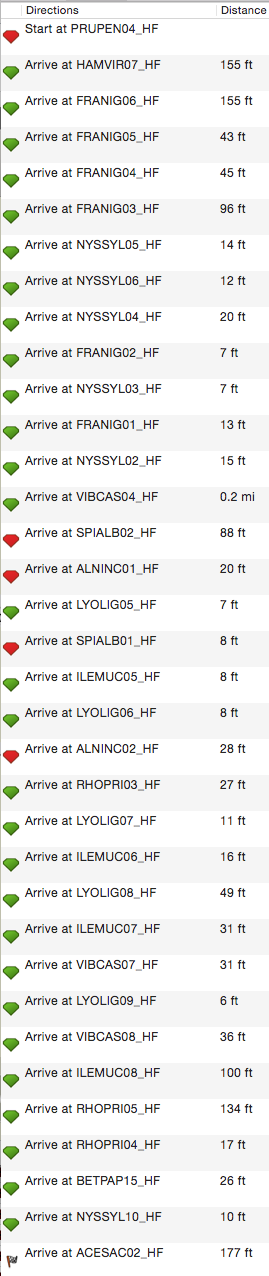 Directions Distance
Start at PRUPEN04_HF
Arrive at HAMVIR07_HF 155 ft
Arrive at FRANIG06_HF 155 ft
Arrive at FRANIG05_HF 43 ft
Arrive at FRANIG04_HF 45 ft
Arrive at FRANIG03_HF 96 ft
Arrive at NYSSYL05_HF 14 ft
Arrive at NYSSYL06_HF 12 ft
Arrive at NYSSYL04_HF 20 ft
Arrive at FRANIG02_HF 7 ft
Arrive at NYSSYL03_HF 7 ft
Arrive at FRANIG01_HF 13 ft
Arrive at NYSSYL02_HF 15 ft
Arrive at VIBCAS04_HF 0.2 mi
Arrive at SPIALB02_HF 88 ft
Arrive at ALNINC01_HF 20 ft
Arrive at LYOLIG05_HF 7 ft
Arrive at SPIALB01_HF 8 ft
Arrive at ILEMUC05_HF 8 ft
Arrive at LYOLIG06_HF 8 ft
Arrive at ALNINC02_HF 28 ft
Arrive at RHOPRI03_HF 27 ft
Arrive at LYOLIG07_HF 11 ft
Arrive at ILEMUC06_HF 16 ft
Arrive at LYOLIG08_HF 49 ft
Arrive at ILEMUC07_HF 31 ft
Arrive at VIBCAS07_HF 31 ft
Arrive at LYOLIG09_HF 6 ft
Arrive at VIBCAS08_HF 36 ft
Arrive at ILEMUC08_HF 100 ft
Arrive at RHOPRI05_HF 134 ft
Arrive at RHOPRI04_HF 17 ft
Arrive at BETPAP15_HF 26 ft
Arrive at NYSSYL10_HF 10 ft
Arrive at ACESAC02_HF 177 ft